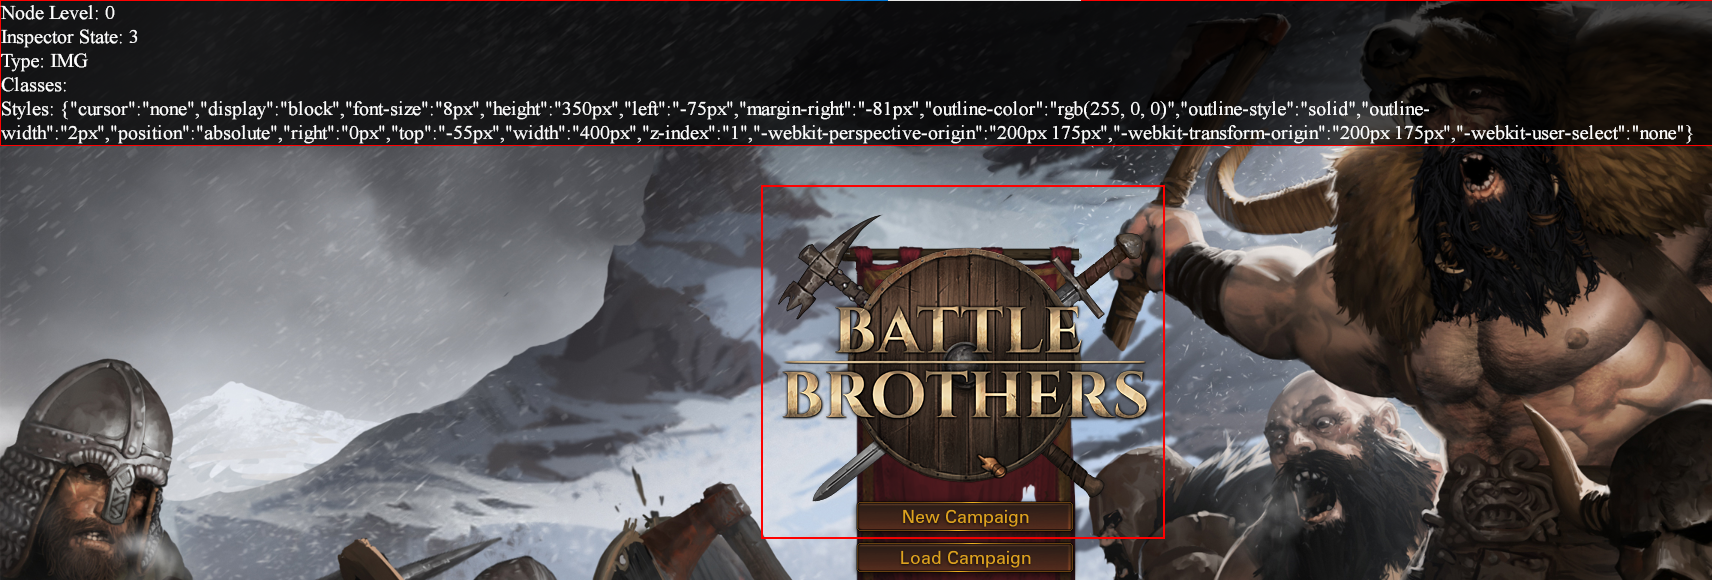 Node Level: 0
Inspector State: 3
Type: IMG
Classes:
Styles: {"cursor":"none","display":"block","font-size":"8px","height":"350px","left":"-75px","margin-right":"-81px","outline-color":"rgb(255, 0, 0)","outline-style":"solid","outline-
width":"2px","position":"absolute","right":"0px","top":"-55px","width":"400px","z-index":"1","-webkit-perspective-origin":"200px 175px","-webkit-transform-origin":"200px 175px","-webkit-user-select":"none"}
BATTLE
BROTHERS
New Campaign
Load Campaign